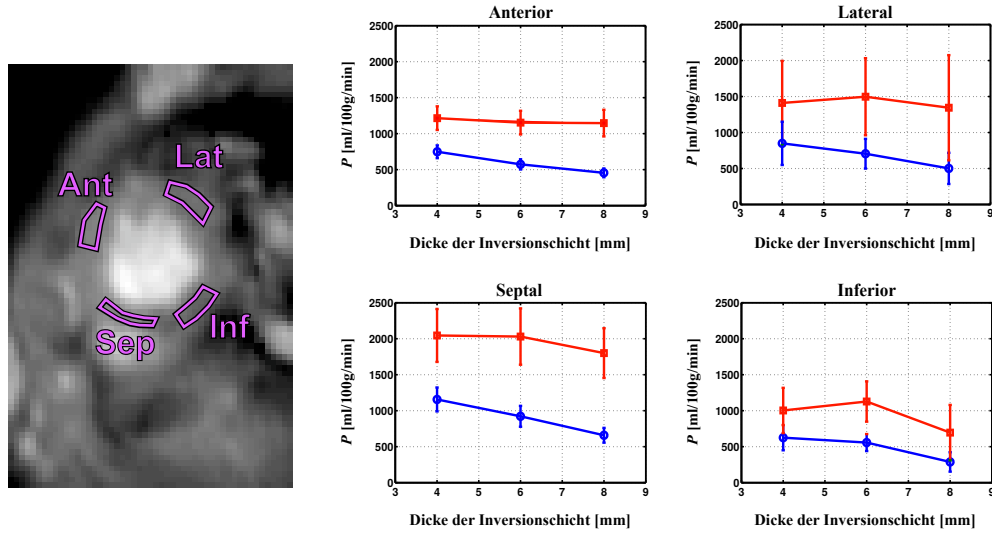 Ant
Lat
Sep
Inf
Anterior
2500
2000
1500
1000
500
0
3 4 5 6 7 8 9
P [ml/100g/min]
Dicke der Inversionschicht [mm]
Lateral
2500
2000
1500
1000
500
0
3 4 5 6 7 8 9
P [ml/100g/min]
Dicke der Inversionschicht [mm]
Septal
2500
2000
1500
1000
500
0
3 4 5 6 7 8 9
P [ml/100g/min]
Dicke der Inversionschicht [mm]
Inferior
2500
2000
1500
1000
500
0
3 4 5 6 7 8 9
P [ml/100g/min]
Dicke der Inversionschicht [mm]